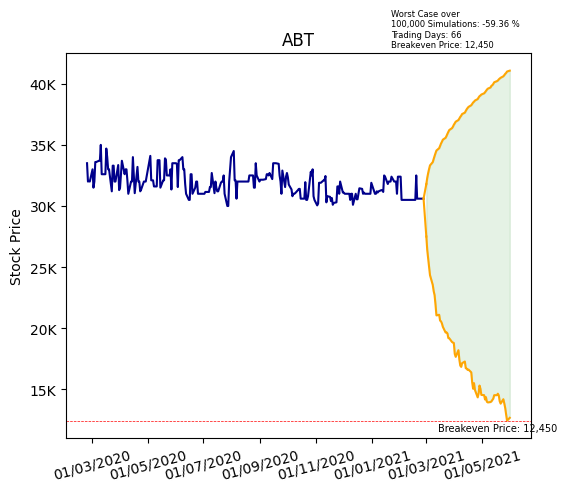 Worst Case over
100,000 Simulations: -59.36 %
Trading Days: 66
Breakeven Price: 12,450
ABT
Stock Price
40K
35K
30K
25K
20K
15K
Breakeven Price: 12,450
01/03/2020
01/05/2020
01/07/2020
01/09/2020
01/11/2020
01/01/2021
01/03/2021
01/05/2021